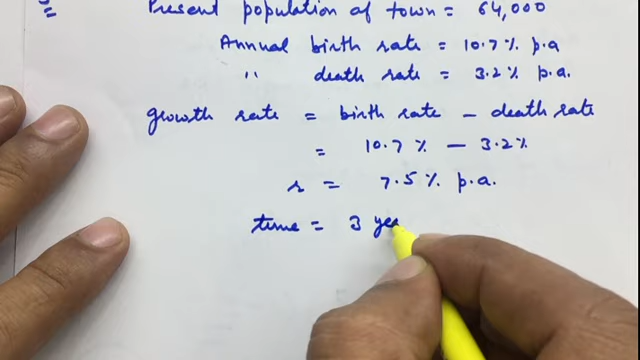 Present population of town = 64,000
Annual birth rate = 10.7% p.a
" death rate = 3.2% p.a.
growth rate = birth rate - death rate
= 10.7% - 3.2%
r = 7.5% p.a.
time = 3 yea